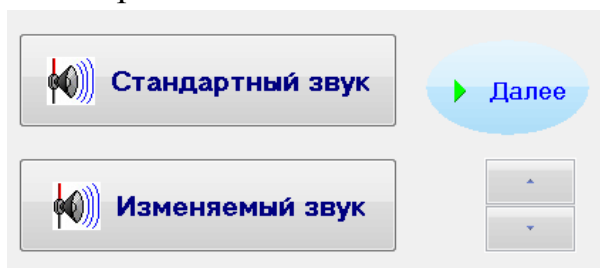 Стандартный звук
Далее
Изменяемый звук